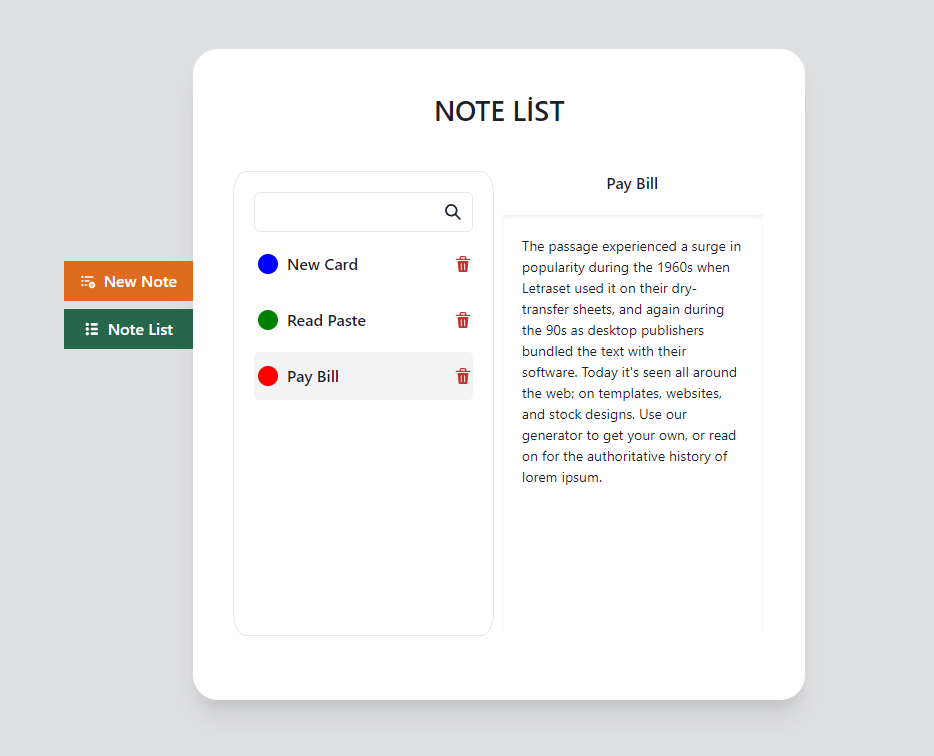 NOTE LİST
New Note
Note List
New Card
Read Paste
Pay Bill
Pay Bill
The passage experienced a surge in
popularity during the 1960s when
Letraset used it on their dry-
transfer sheets, and again during
the 90s as desktop publishers
bundled the text with their
software. Today it's seen all around
the web; on templates, websites,
and stock designs. Use our
generator to get your own, or read
on for the authoritative history of
lorem ipsum.